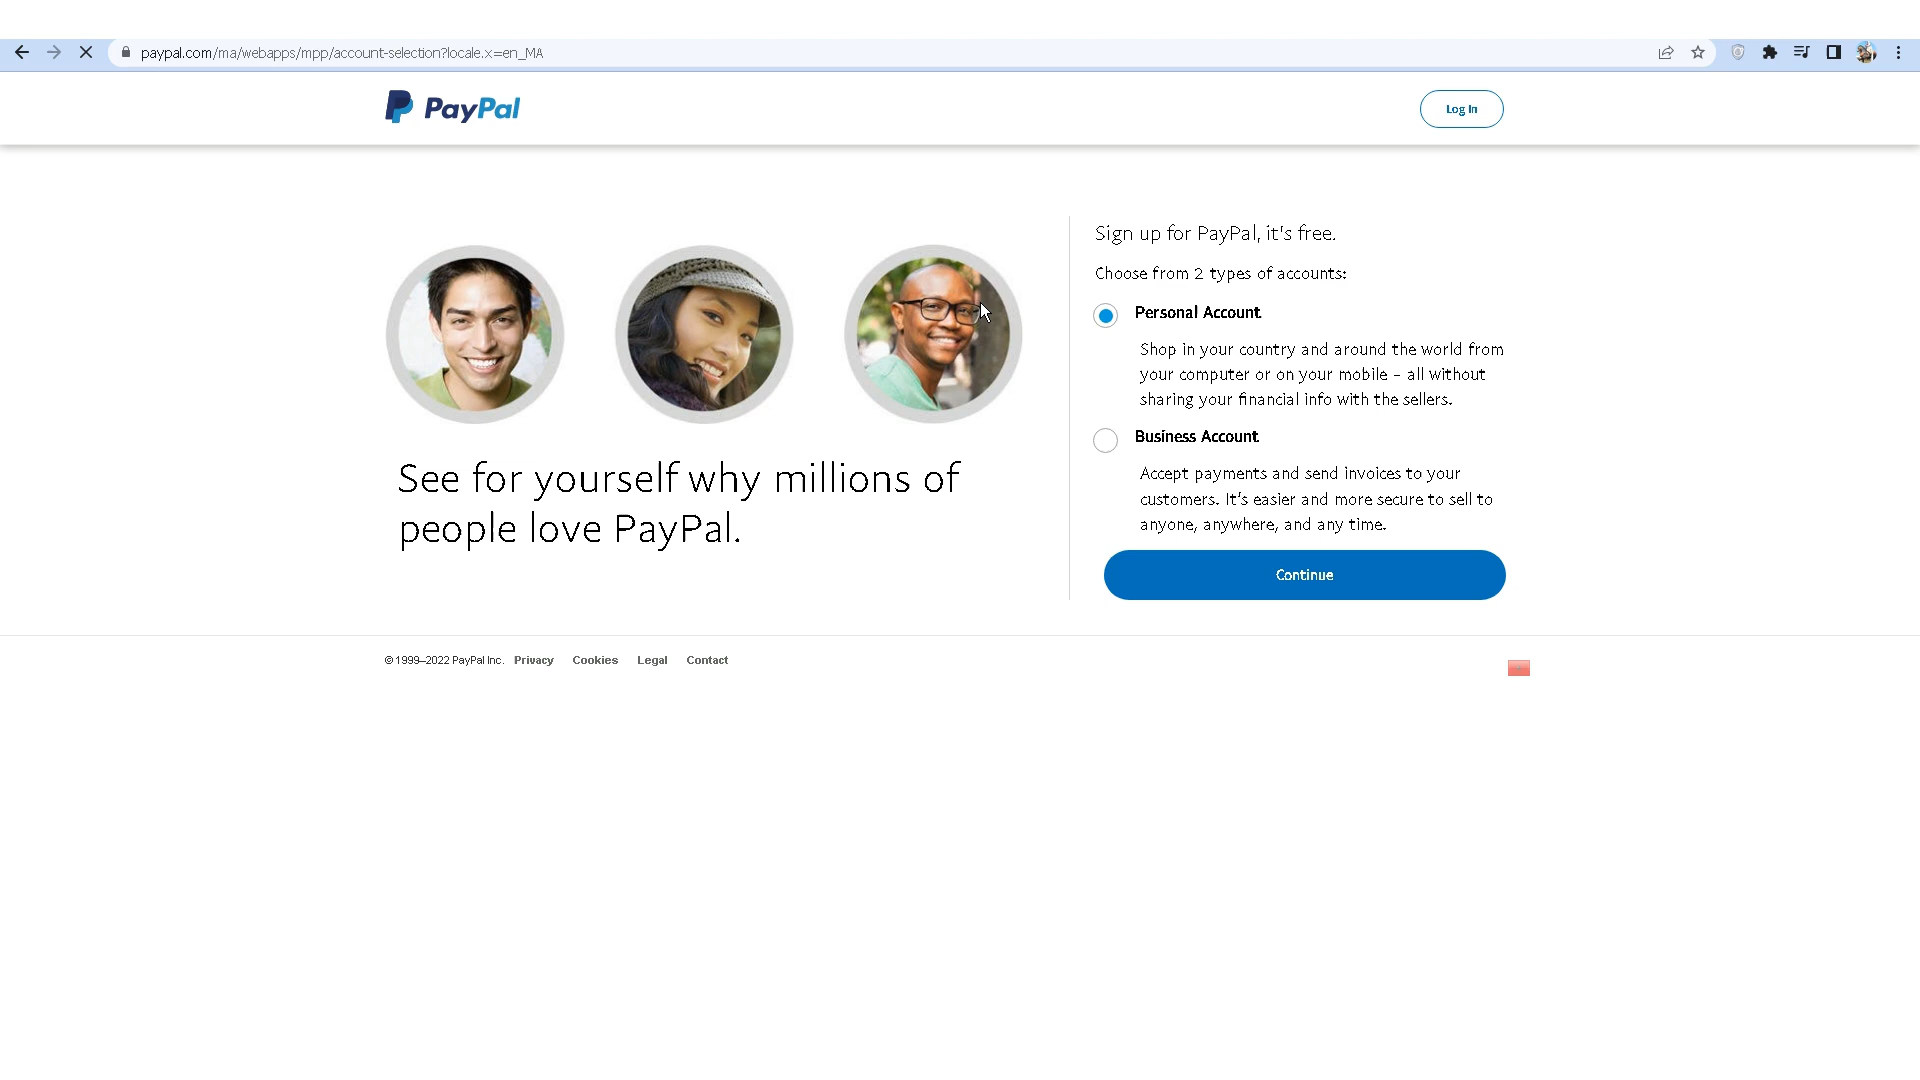 paypal.com/ma/webapps/mpp/account-selection?locale.x=en_MA
PayPal
Log In
Sign up for PayPal, it's free.
Choose from 2 types of accounts:
Personal Account
Shop in your country and around the world from
your computer or on your mobile – all without
sharing your financial info with the sellers.
Business Account
Accept payments and send invoices to your
customers. It's easier and more secure to sell to
anyone, anywhere, and any time.
Continue
See for yourself why millions of
people love PayPal.
© 1999–2022 PayPal Inc. Privacy Cookies Legal Contact